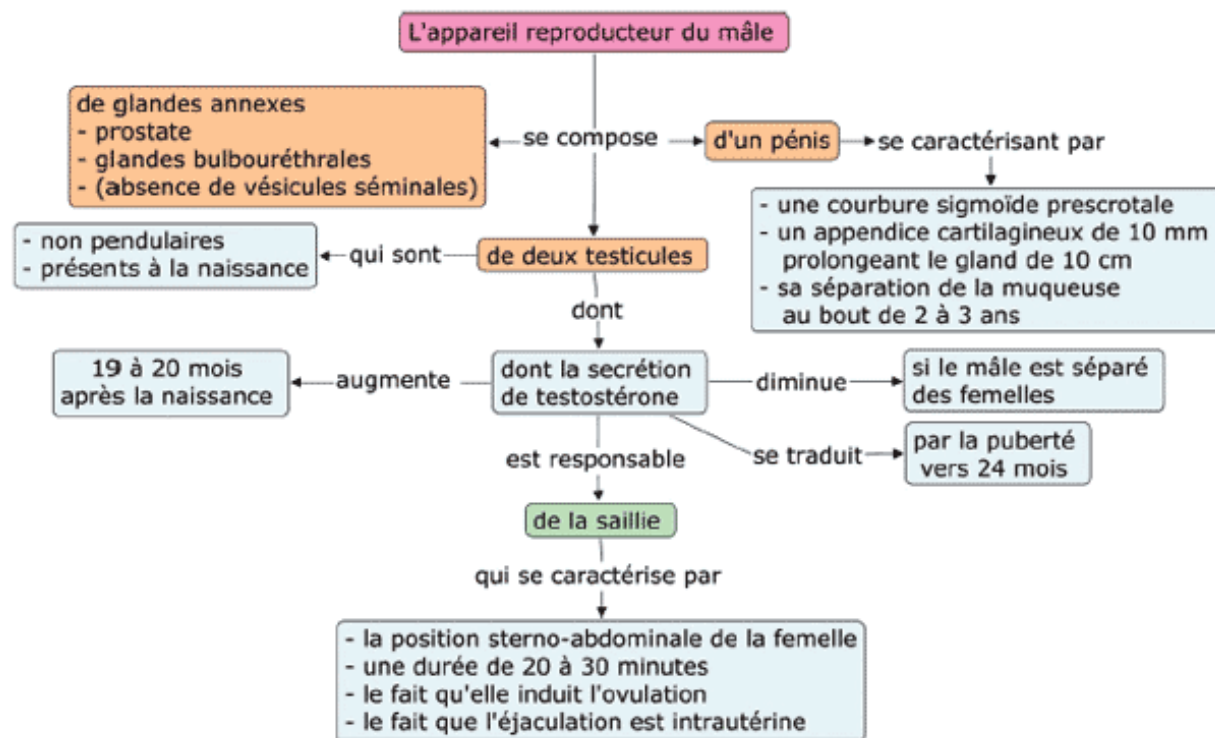 L'appareil reproducteur du mâle
de glandes annexes
- prostate
- glandes bulbouréthrales
- (absence de vésicules séminales)
se compose
d'un pénis
se caractérisant par
- une courbure sigmoïde prescrotale
- un appendice cartilagineux de 10 mm
prolongeant le gland de 10 cm
- sa séparation de la muqueuse
au bout de 2 à 3 ans
- non pendulaires
- présents à la naissance
qui sont
de deux testicules
dont
19 à 20 mois
après la naissance
augmente
dont la secrétion
de testostérone
diminue
si le mâle est séparé
des femelles
est responsable
se traduit
par la puberté
vers 24 mois
de la saillie
qui se caractérise par
- la position sterno-abdominale de la femelle
- une durée de 20 à 30 minutes
- le fait qu'elle induit l'ovulation
- le fait que l'éjaculation est intrautérine